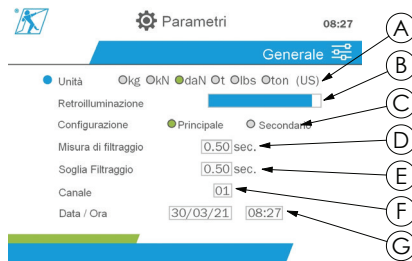 Parametri 08:27
Generale
A
Unità kg kN daN t lbs ton (US)
B
Retroilluminazione
C
Configurazione Principale Secondario
D
Misura di filtraggio 0.50 sec.
E
Soglia Filtraggio 0.50 sec.
F
Canale 01
G
Data / Ora 30/03/21 08:27